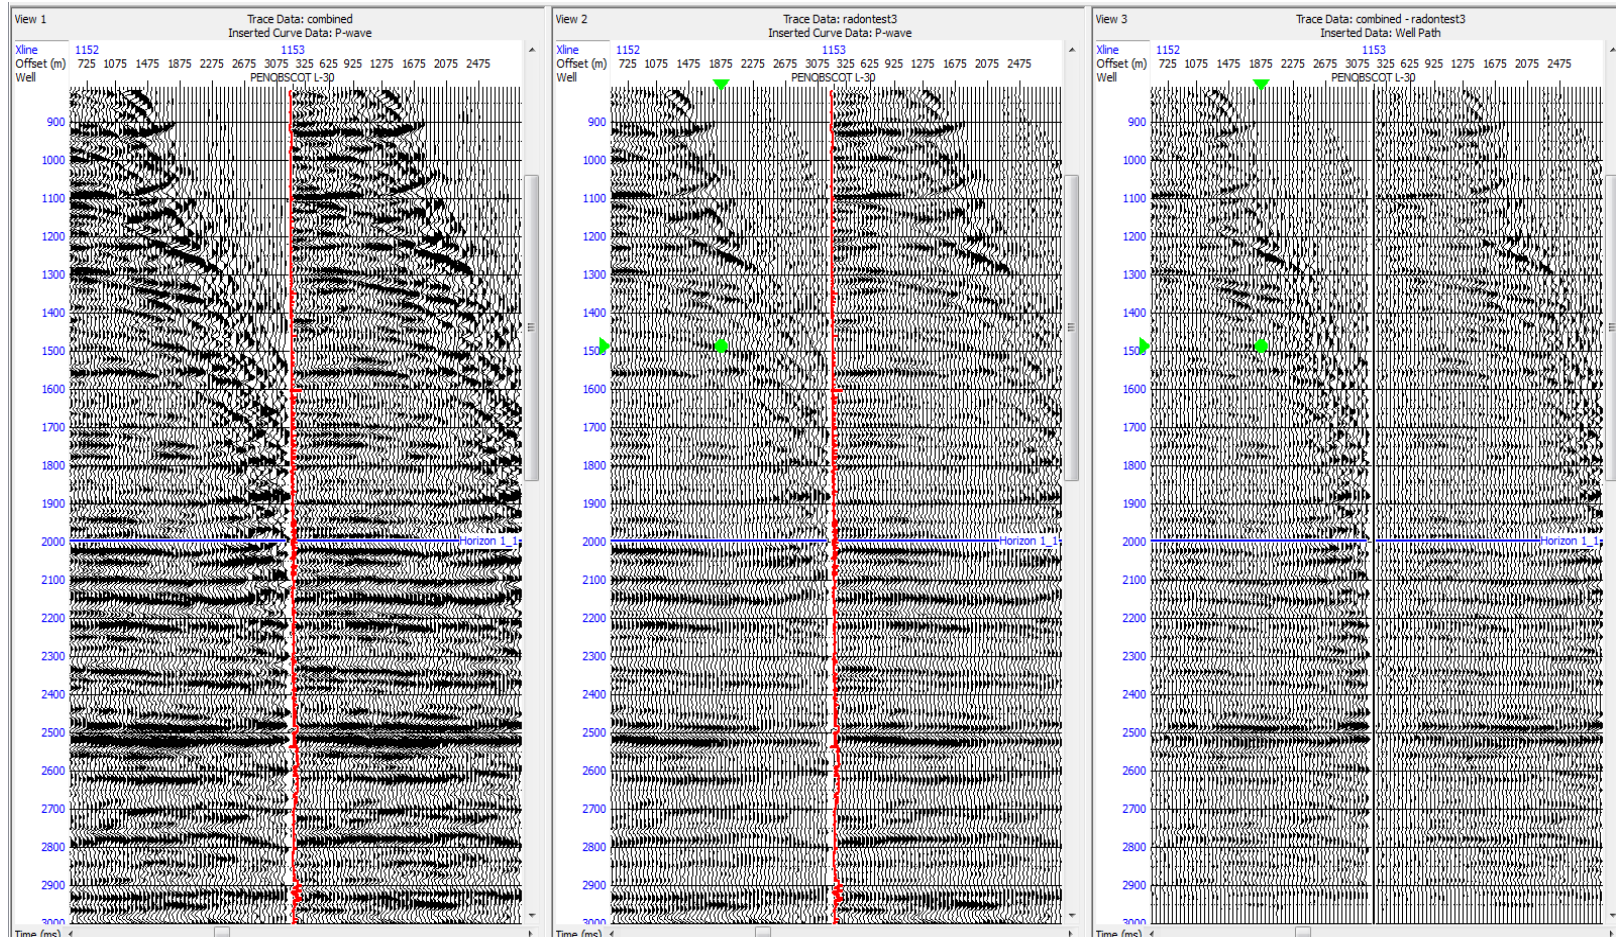 View 1
Trace Data: combined
Inserted Curve Data: P-wave
Xline 1152 1153
Offset (m) 725 1075 1475 1875 2275 2675 3075 325 625 925 1275 1675 2075 2475
Well PENOBSCOT L-30
900
1000
1100
1200
1300
1400
1500
1600
1700
1800
1900
2000 Horizon 1_1
2100
2200
2300
2400
2500
2600
2700
2800
2900
3000
Time (ms)
View 2
Trace Data: radontest3
Inserted Curve Data: P-wave
Xline 1152 1153
Offset (m) 725 1075 1475 1875 2275 2675 3075 325 625 925 1275 1675 2075 2475
Well PENOBSCOT L-30
900
1000
1100
1200
1300
1400
1500
1600
1700
1800
1900
2000 Horizon 1_1
2100
2200
2300
2400
2500
2600
2700
2800
2900
3000
Time (ms)
View 3
Trace Data: combined - radontest3
Inserted Data: Well Path
Xline 1152 1153
Offset (m) 725 1075 1475 1875 2275 2675 3075 325 625 925 1275 1675 2075 2475
Well PENOBSCOT L-30
900
1000
1100
1200
1300
1400
1500
1600
1700
1800
1900
2000 Horizon 1_1
2100
2200
2300
2400
2500
2600
2700
2800
2900
3000
Time (ms)